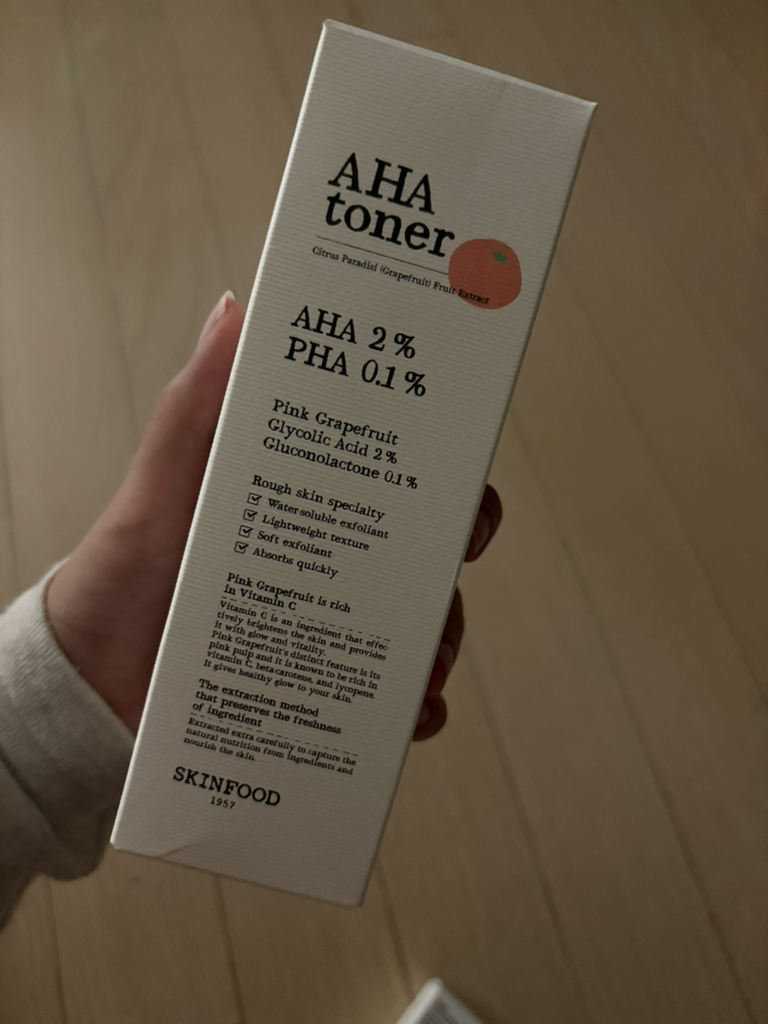 AHA
toner
Citrus Paradisi (Grapefruit) Fruit Extract
AHA 2%
PHA 0.1%
Pink Grapefruit
Glycolic Acid 2%
Gluconolactone 0.1%
Rough skin specialty
Water soluble exfoliant
Lightweight texture
Soft exfoliant
Absorbs quickly
Pink Grapefruit is rich
in Vitamin C
Vitamin C is an ingredient that effec
tively brightens the skin and provides
it with glow and vitality.
Pink Grapefruit's distinct feature is its
pink pulp and it is known to be rich in
vitamin C, betacarotene, and lycopene.
It gives healthy glow to your skin.
The extraction method
that preserves the freshness
of ingredient
Extracted extra carefully to capture the
natural nutrition from ingredients and
nourish the skin.
SKINFOOD
1957